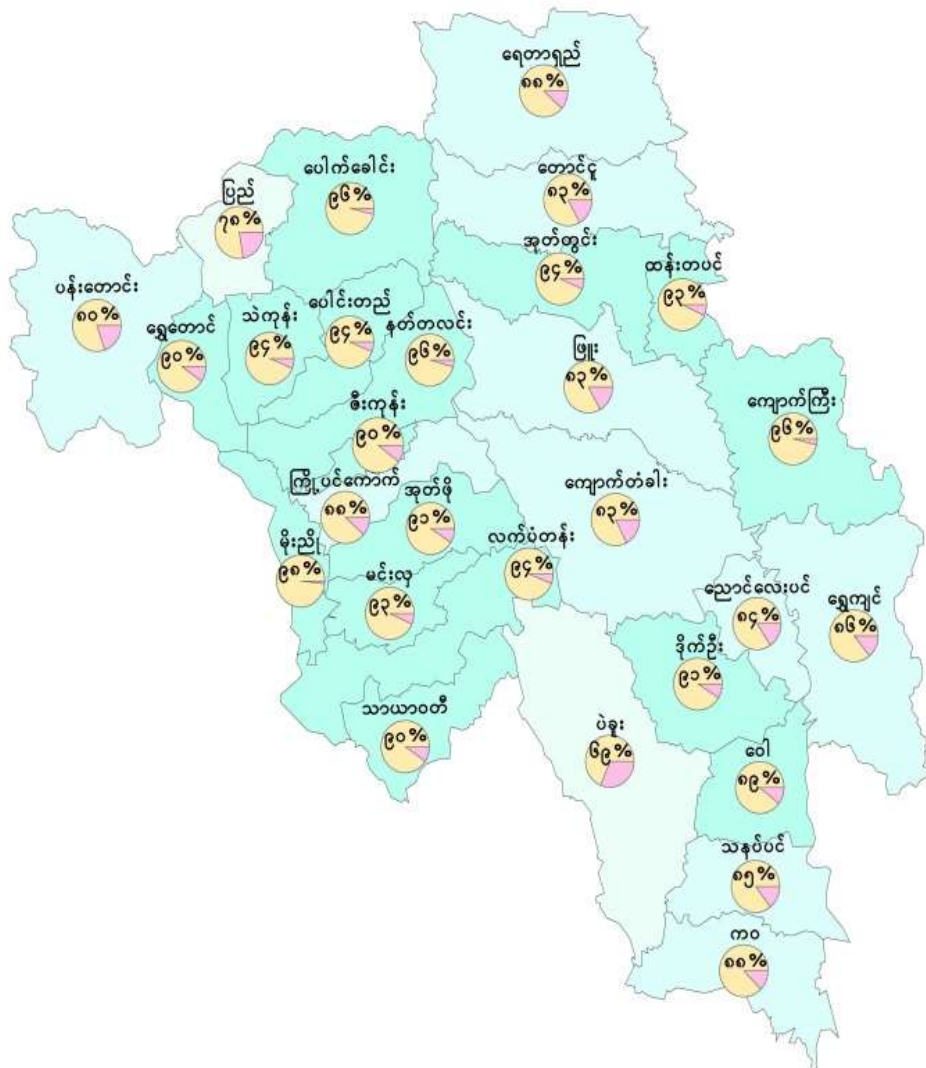 ရေတာရှည်
၈၈%
ပေါက်ခေါင်း
၉၆%
တောင်ငူ
၈၃%
ပြည်
၇၈%
အုတ်တွင်း
၉၄%
ထန်းတပင်
၉၃%
ပန်းတောင်း
၈၀%
ရွှေတောင်
၉၀%
သဲကုန်း
၉၄%
ပေါင်းတည်
၉၄%
နတ်တလင်း
၉၆%
ဖြူး
၈၃%
ကျောက်ကြီး
၉၆%
ဇီးကုန်း
၉၀%
ကြို့ပင်ကောက်
၈၈%
အုတ်ဖို
၉၁%
ကျောက်တံခါး
၈၃%
မိုးညို
၉၈%
မင်းလှ
၉၃%
လက်ပံတန်း
၉၄%
ညောင်လေးပင်
၈၄%
ရွှေကျင်
၈၆%
ဒိုက်ဦး
၉၁%
သာယာဝတီ
၉၀%
ပဲခူး
၆၉%
ဝေါ
၈၉%
သနပ်ပင်
၈၅%
ကဝ
၈၈%